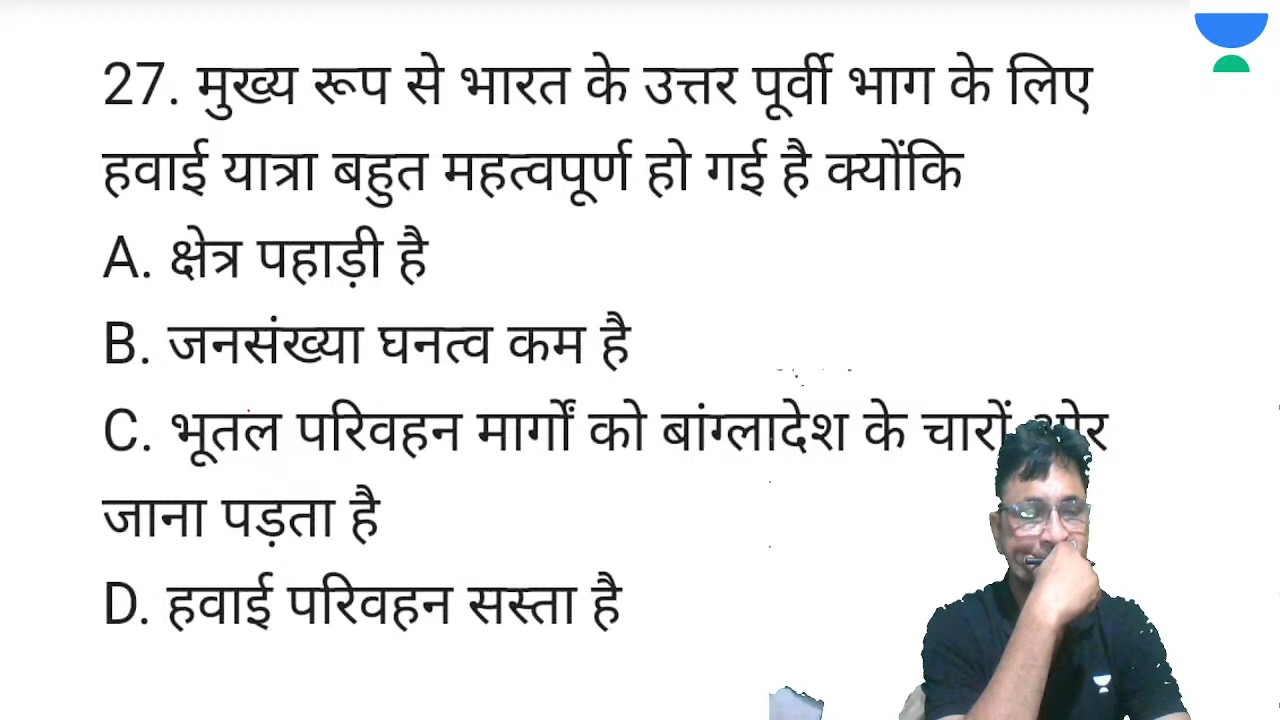 27. मुख्य रूप से भारत के उत्तर पूर्वी भाग के लिए
हवाई यात्रा बहुत महत्वपूर्ण हो गई है क्योंकि
A. क्षेत्र पहाड़ी है
B. जनसंख्या घनत्व कम है
C. भूतल परिवहन मार्गों को बांग्लादेश के चारों ओर
जाना पड़ता है
D. हवाई परिवहन सस्ता है